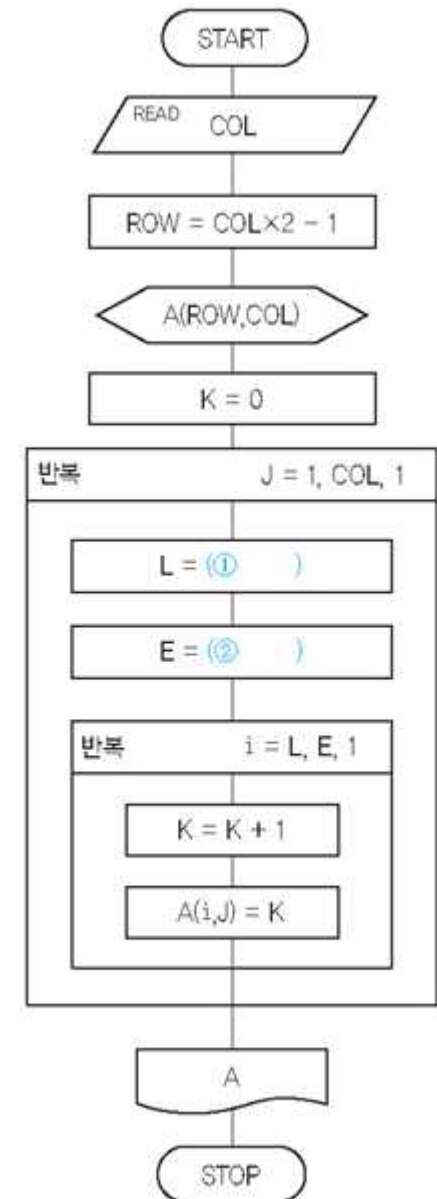 START
READ COL
ROW = COL×2 - 1
A(ROW,COL)
K = 0
반복 J = 1, COL, 1
L = (① )
E = (② )
반복 i = L, E, 1
K = K + 1
A(i,J) = K
A
STOP